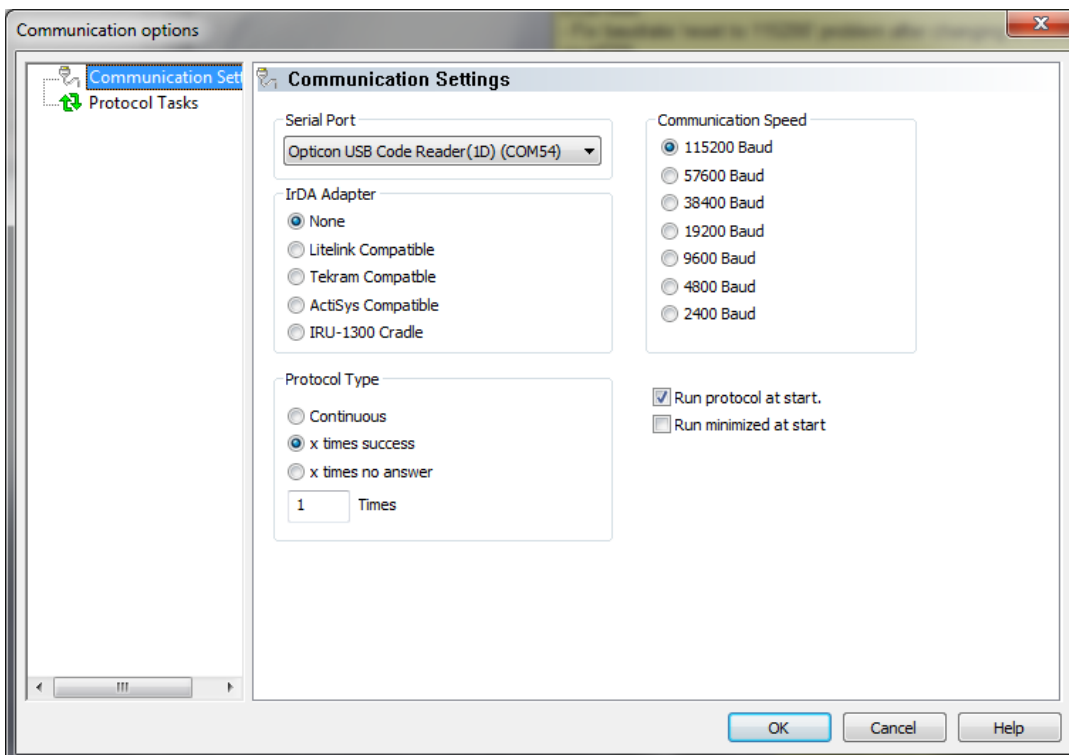 Communication options
Communication Sett
Protocol Tasks
Communication Settings
Serial Port
Opticon USB Code Reader(1D) (COM54)
IrDA Adapter
None
Litelink Compatible
Tekram Compatble
ActiSys Compatible
IRU-1300 Cradle
Protocol Type
Continuous
x times success
x times no answer
1 Times
Communication Speed
115200 Baud
57600 Baud
38400 Baud
19200 Baud
9600 Baud
4800 Baud
2400 Baud
Run protocol at start.
Run minimized at start
OK Cancel Help